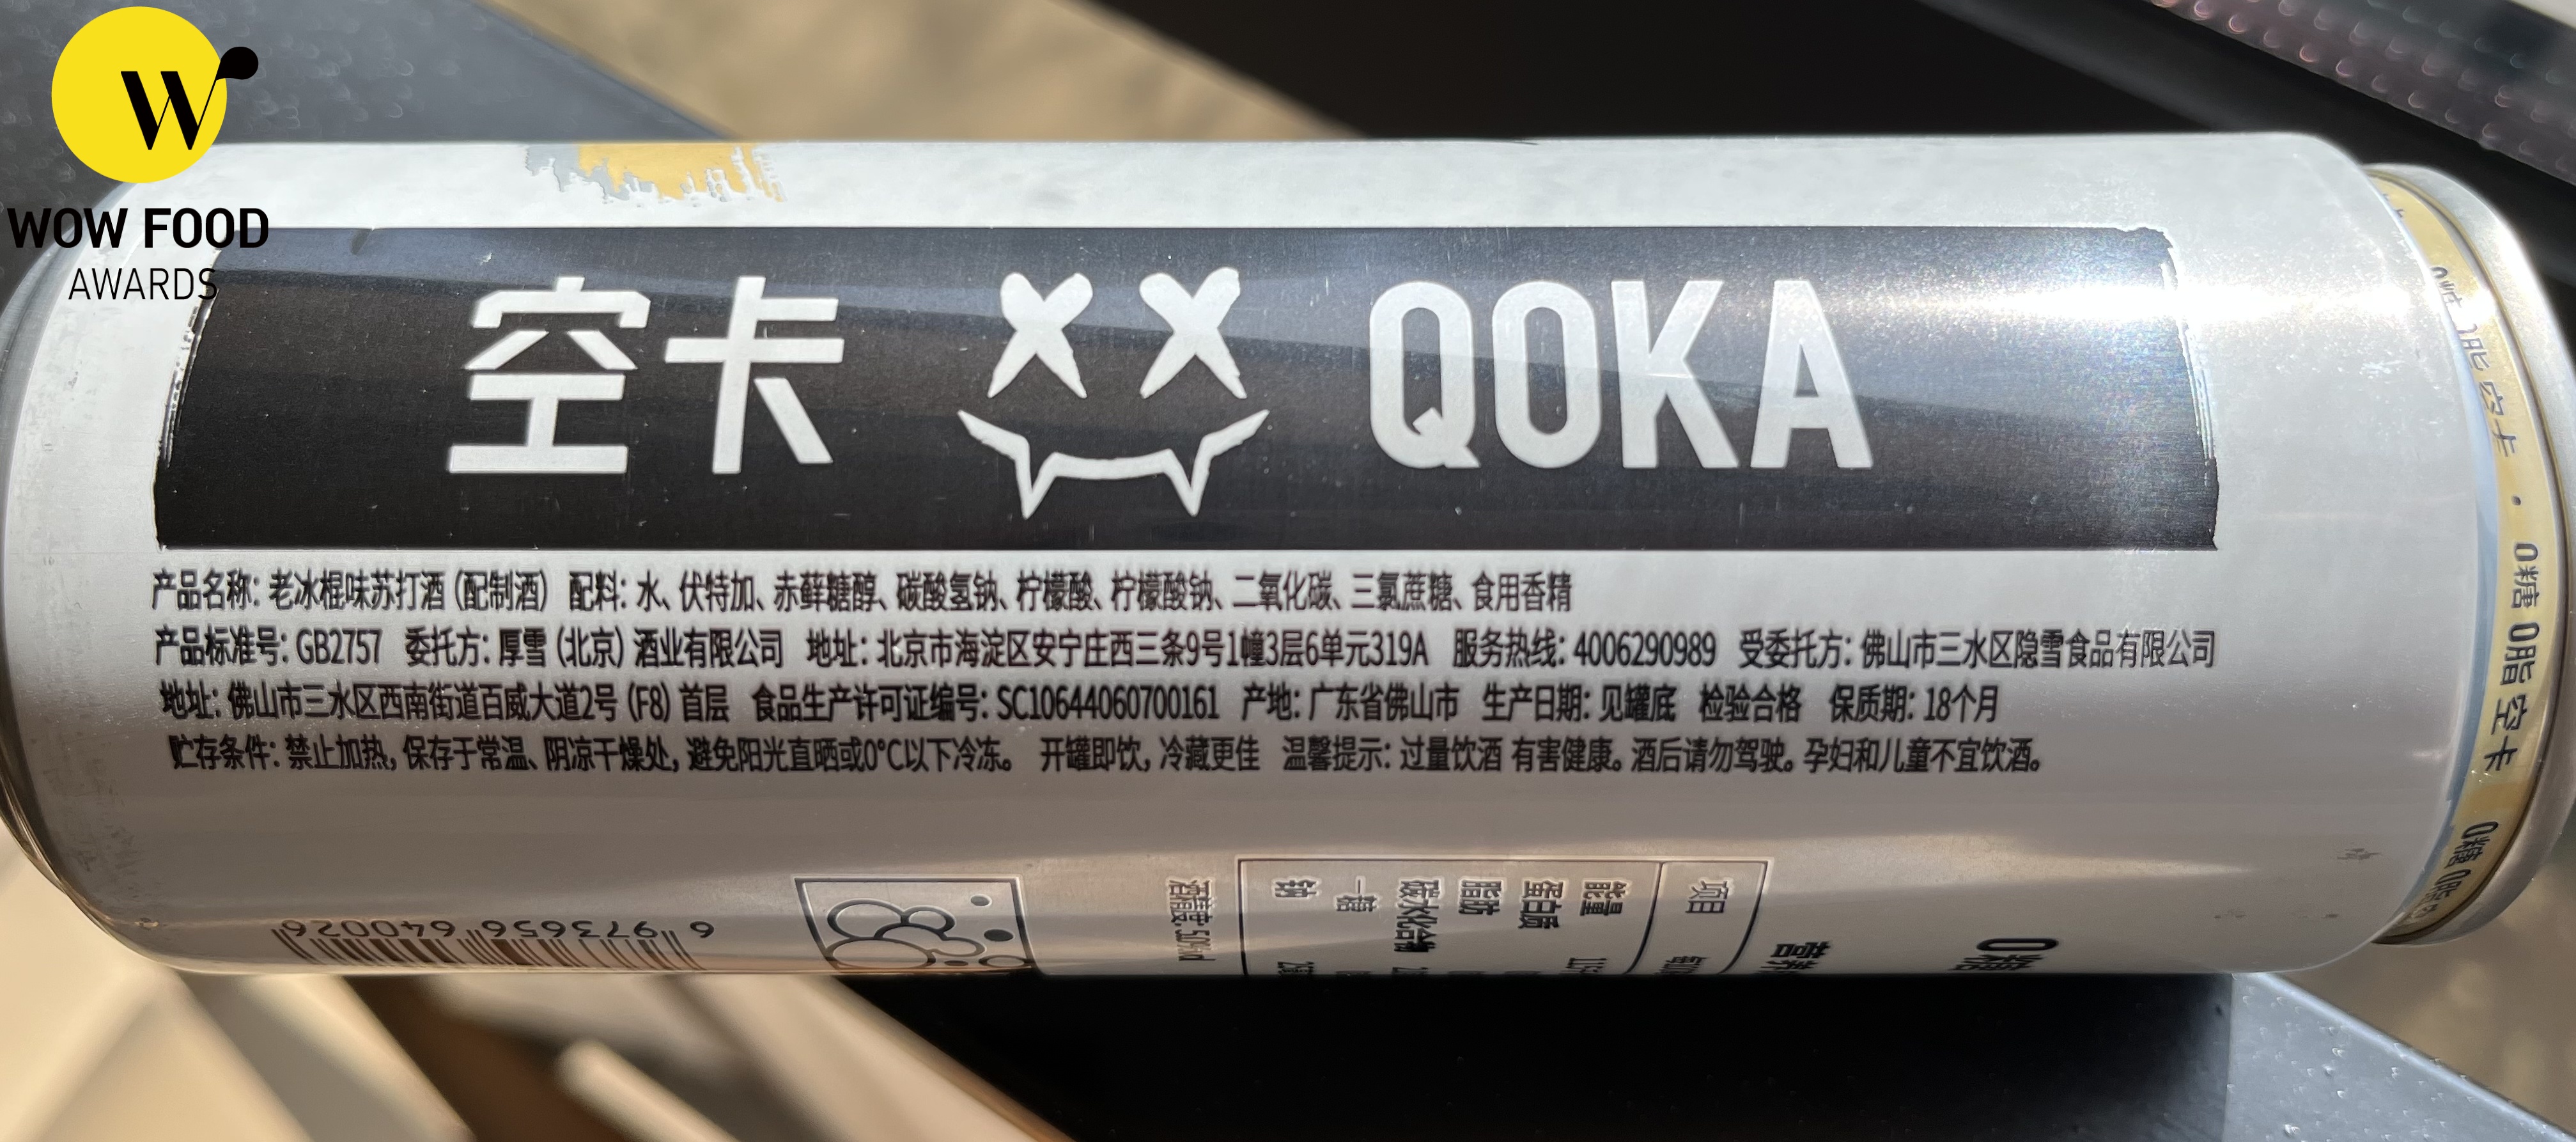 W
WOW FOOD
AWARDS
空卡 QOKA
产品名称: 老冰棍味苏打酒 (配制酒) 配料: 水、伏特加、赤藓糖醇、碳酸氢钠、柠檬酸、柠檬酸钠、二氧化碳、三氯蔗糖、食用香精
产品标准号: GB2757 委托方: 厚雪 (北京) 酒业有限公司 地址: 北京市海淀区安宁庄西三条9号1幢3层6单元319A 服务热线: 4006290989 受委托方: 佛山市三水区隐雪食品有限公司
地址: 佛山市三水区西南街道百威大道2号 (F8) 首层 食品生产许可证编号: SC10644060700161 产地: 广东省佛山市 生产日期: 见罐底 检验合格 保质期: 18个月
贮存条件: 禁止加热, 保存于常温、阴凉干燥处, 避免阳光直晒或0°C以下冷冻。 开罐即饮, 冷藏更佳 温馨提示: 过量饮酒 有害健康。酒后请勿驾驶。孕妇和儿童不宜饮酒。
0糖 0脂 空卡
0糖
项目
能量
蛋白质
脂肪
碳水化合物
一糖
钠
酒精度
6 973656 640026